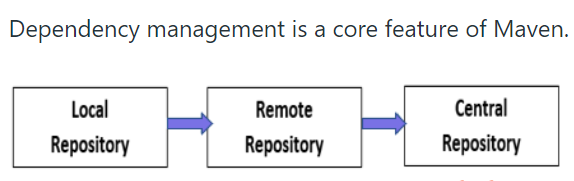 Dependency management is a core feature of Maven.
Local
Repository
Remote
Repository
Central
Repository